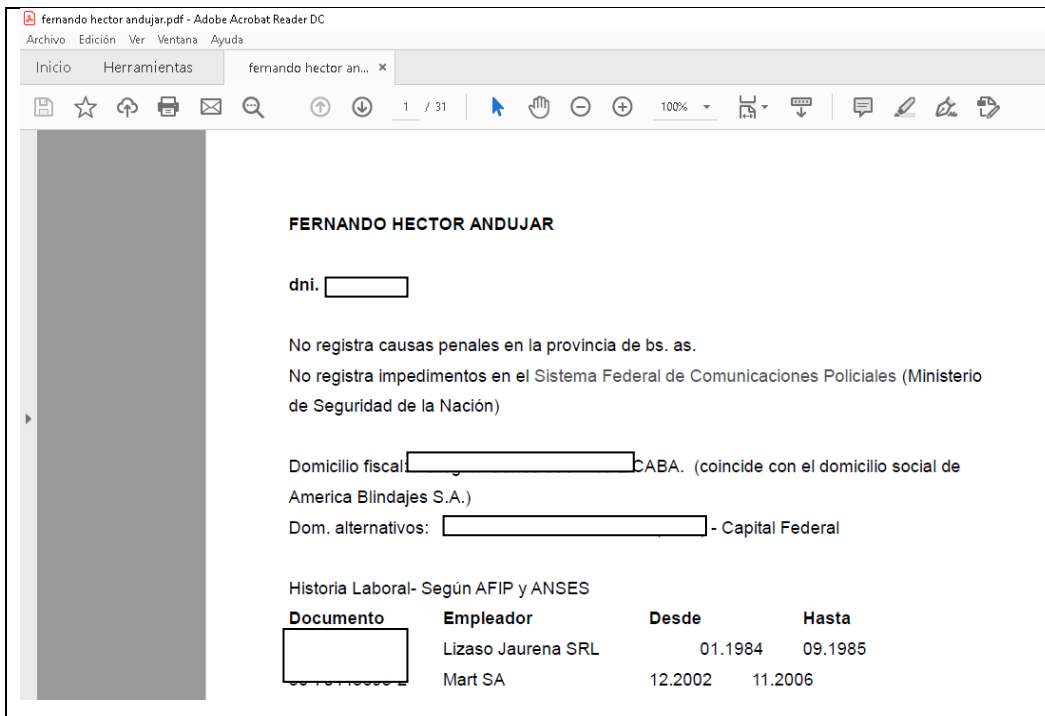 fernando hector andujar.pdf - Adobe Acrobat Reader DC
Archivo Edición Ver Ventana Ayuda
Inicio Herramientas fernando hector an... ×
1 / 31 100%
FERNANDO HECTOR ANDUJAR
dni.
No registra causas penales en la provincia de bs. as.
No registra impedimentos en el Sistema Federal de Comunicaciones Policiales (Ministerio
de Seguridad de la Nación)
Domicilio fiscal: CABA. (coincide con el domicilio social de
America Blindajes S.A.)
Dom. alternativos: - Capital Federal
Historia Laboral- Según AFIP y ANSES
Documento Empleador Desde Hasta
Lizaso Jaurena SRL 01.1984 09.1985
Mart SA 12.2002 11.2006